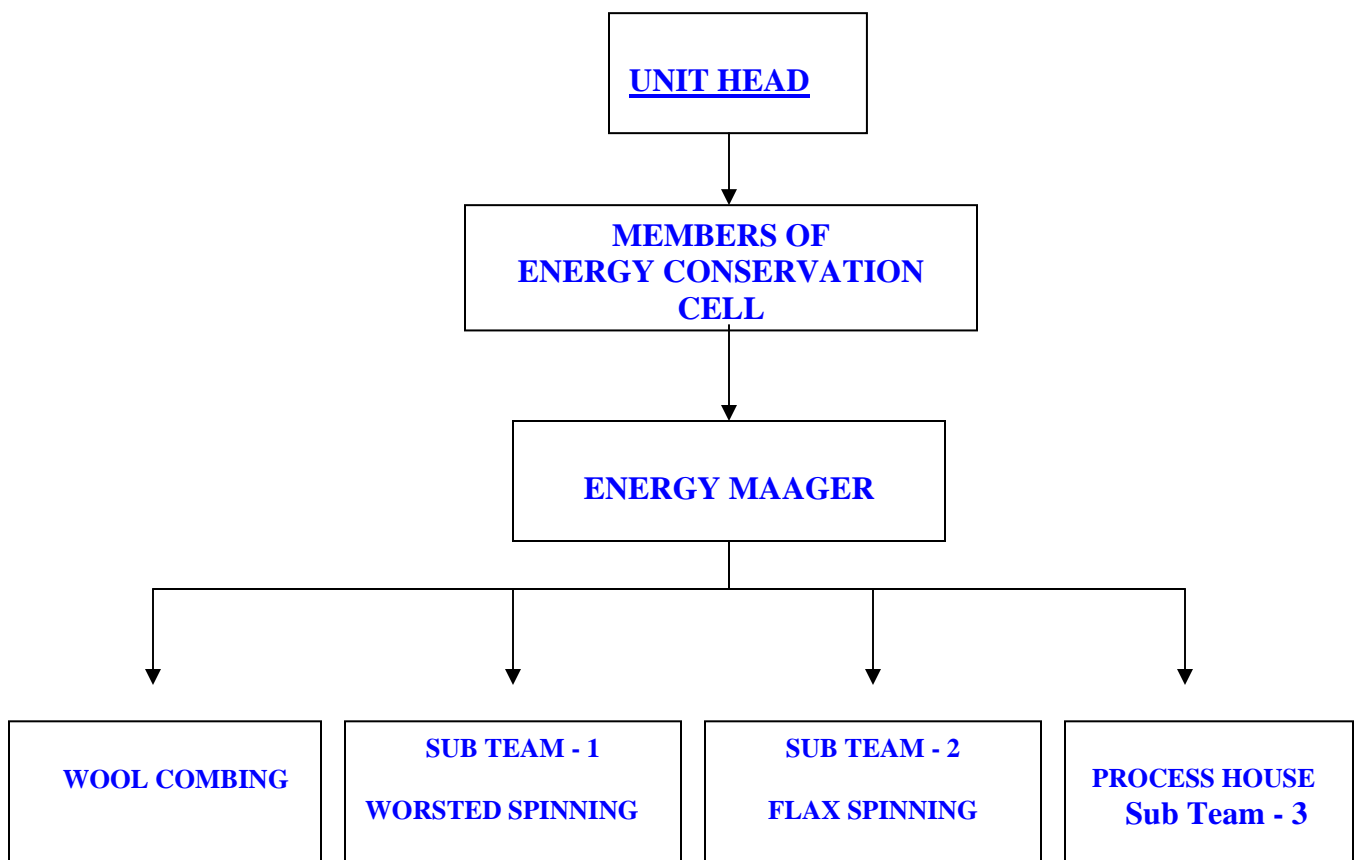 UNIT HEAD
MEMBERS OF
ENERGY CONSERVATION
CELL
ENERGY MAAGER
WOOL COMBING
SUB TEAM - 1
WORSTED SPINNING
SUB TEAM - 2
FLAX SPINNING
PROCESS HOUSE
Sub Team - 3